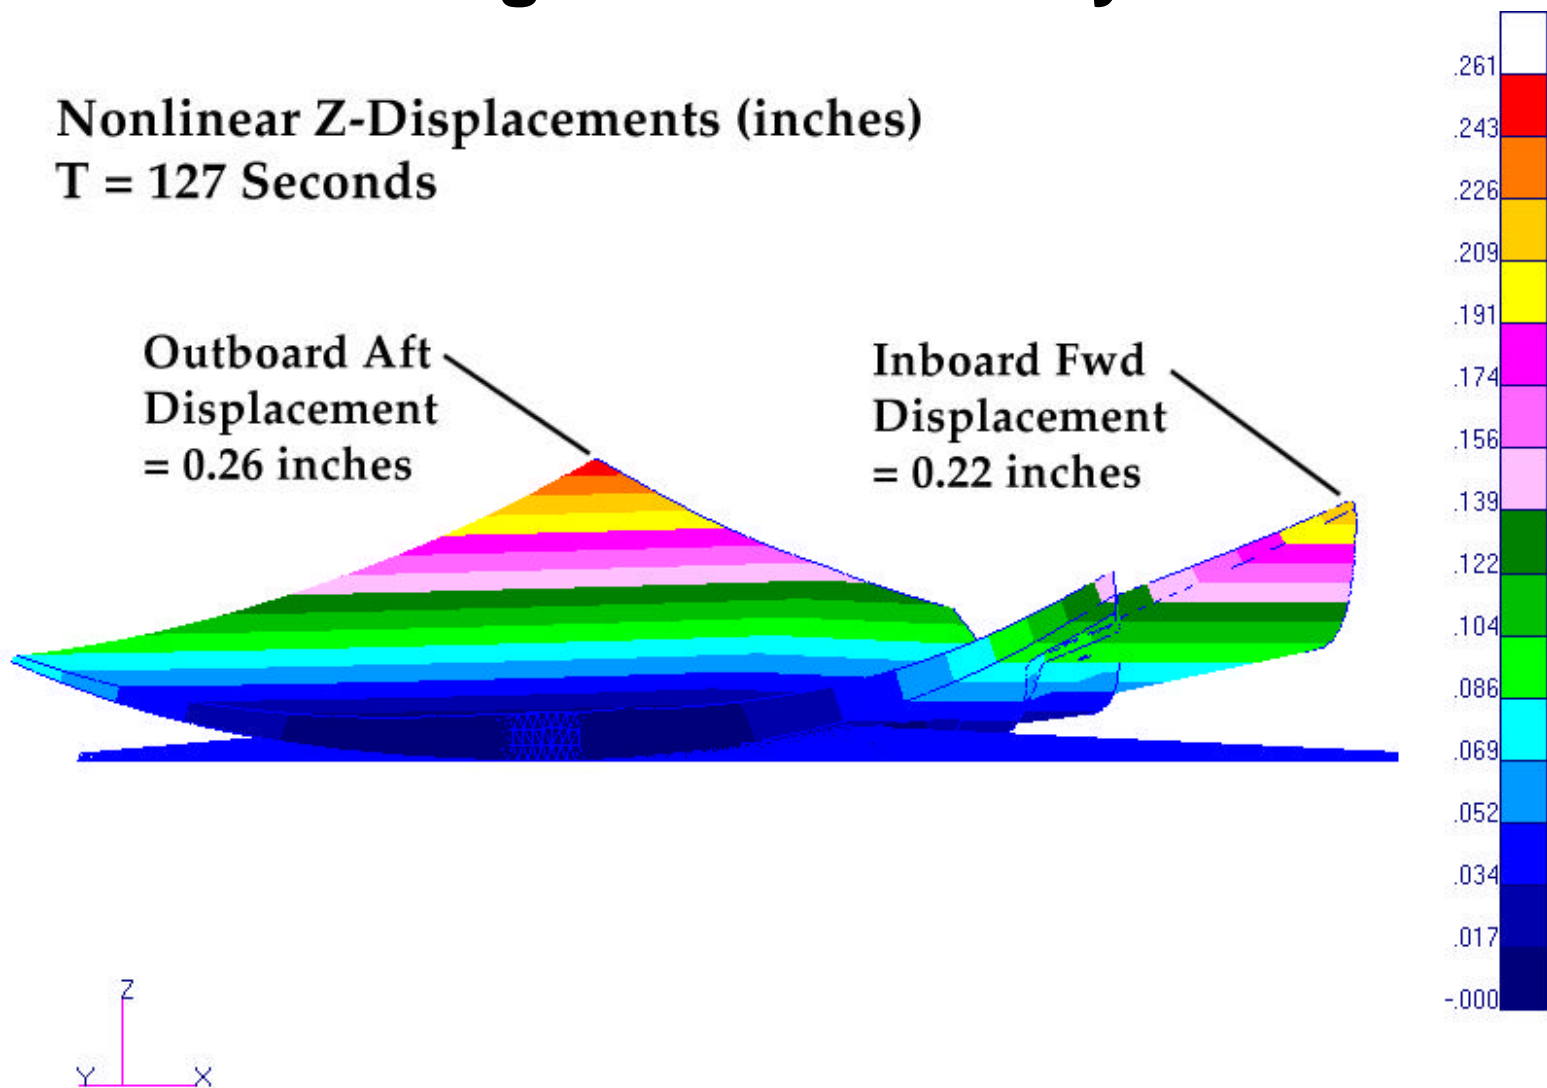 Nonlinear Z-Displacements (inches)
T = 127 Seconds
Outboard Aft
Displacement
= 0.26 inches
Inboard Fwd
Displacement
= 0.22 inches
.261
.243
.226
.209
.191
.174
.156
.139
.122
.104
.086
.069
.052
.034
.017
-.000
Z
Y
X